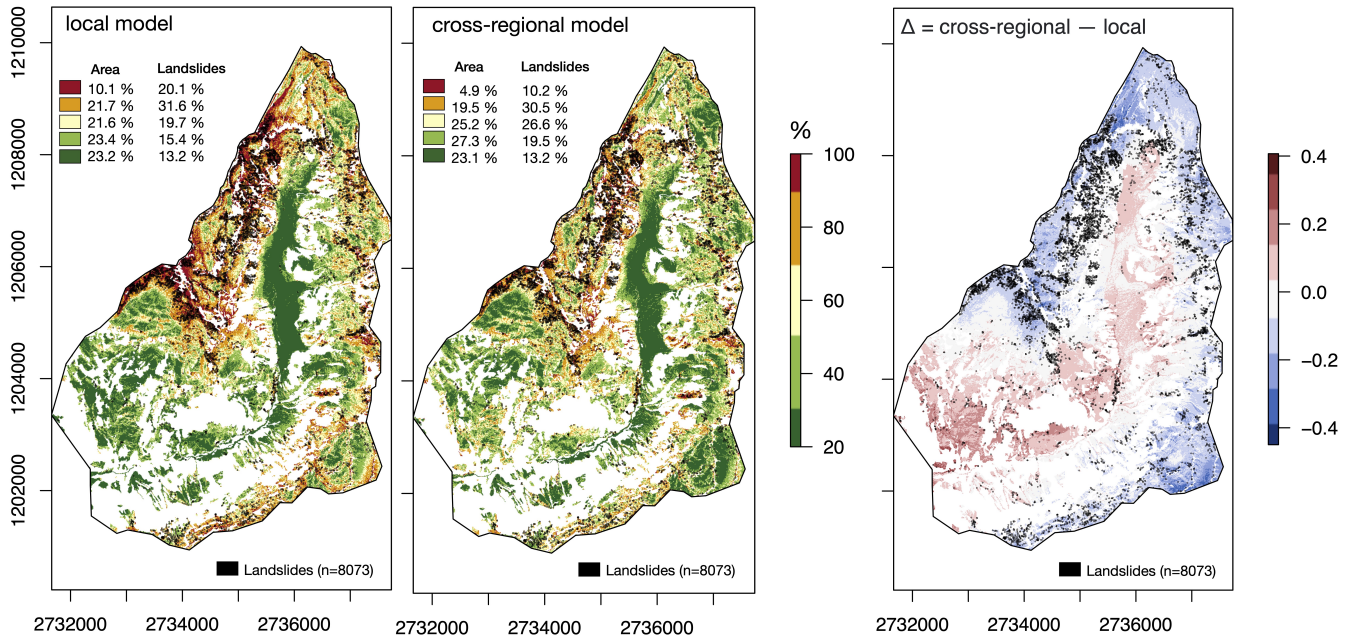 local model
Area Landslides
10.1 % 20.1 %
21.7 % 31.6 %
21.6 % 19.7 %
23.4 % 15.4 %
23.2 % 13.2 %
Landslides (n=8073)
1210000
1208000
1206000
1204000
1202000
2732000 2734000 2736000
cross-regional model
Area Landslides
4.9 % 10.2 %
19.5 % 30.5 %
25.2 % 26.6 %
27.3 % 19.5 %
23.1 % 13.2 %
Landslides (n=8073)
2732000 2734000 2736000
%
100
80
60
40
20
Δ = cross-regional − local
Landslides (n=8073)
2732000 2734000 2736000
0.4
0.2
0.0
−0.2
−0.4